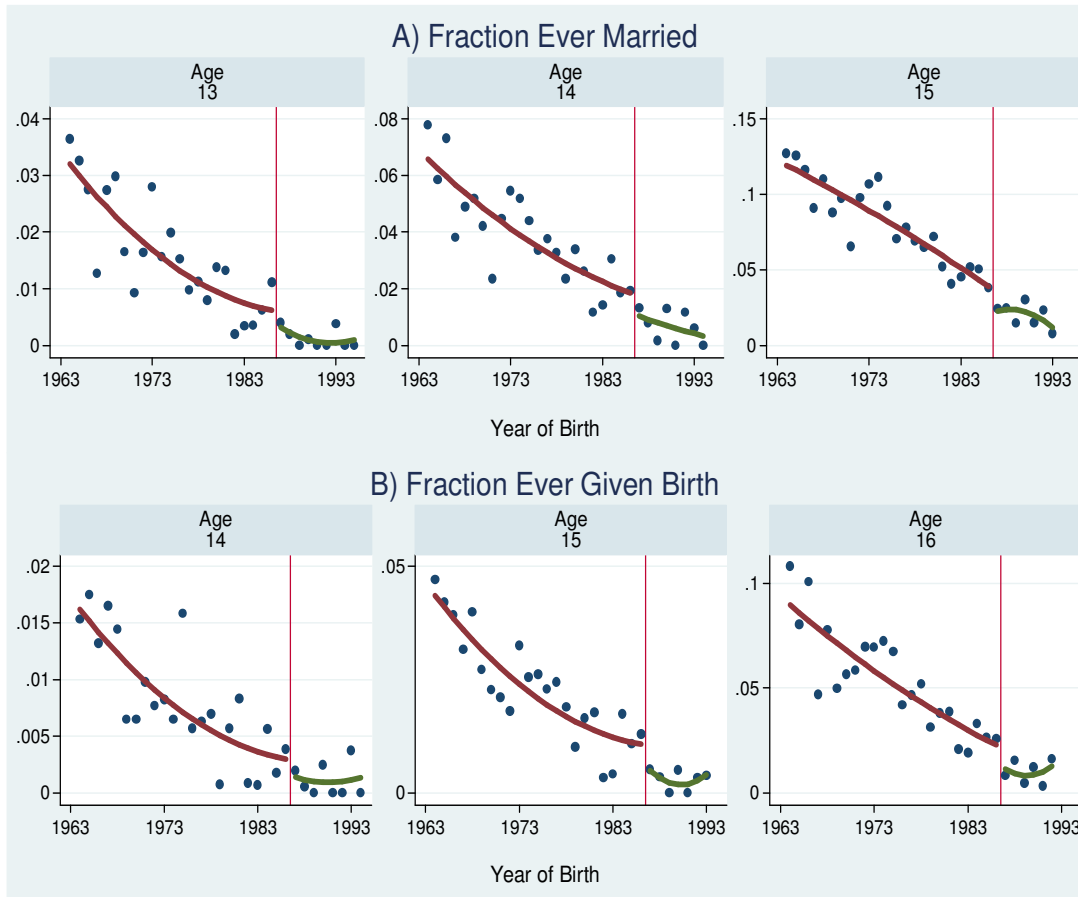 A) Fraction Ever Married
Age
13
Age
14
Age
15
.04
.03
.02
.01
0
1963 1973 1983 1993
.08
.06
.04
.02
0
1963 1973 1983 1993
.15
.1
.05
0
1963 1973 1983 1993
Year of Birth
B) Fraction Ever Given Birth
Age
14
Age
15
Age
16
.02
.015
.01
.005
0
1963 1973 1983 1993
.05
0
1963 1973 1983 1993
.1
.05
0
1963 1973 1983 1993
Year of Birth